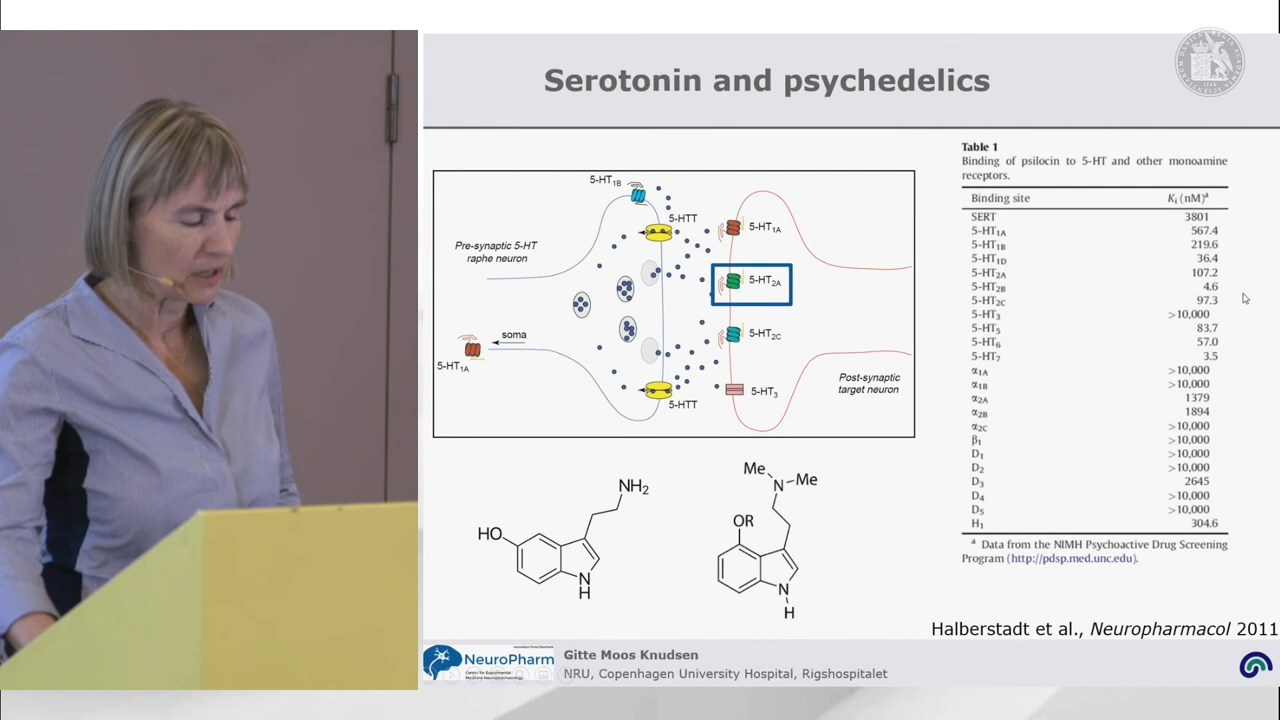 Serotonin and psychedelics
5-HT1B
5-HTT
5-HT1A
Pre-synaptic 5-HT
raphe neuron
5-HT2A
soma
5-HT2C
5-HT1A
Post-synaptic
target neuron
5-HT3
5-HTT
NH2
HO
N
H
Me
N
Me
OR
N
H
Table 1
Binding of psilocin to 5-HT and other monoamine
receptors.
Binding site Ki (nM)a
SERT 3801
5-HT1A 567.4
5-HT1B 219.6
5-HT1D 36.4
5-HT2A 107.2
5-HT2B 4.6
5-HT2C 97.3
5-HT3 >10,000
5-HT5 83.7
5-HT6 57.0
5-HT7 3.5
α1A >10,000
α1B >10,000
α2A 1379
α2B 1894
α2C >10,000
β1 >10,000
D1 >10,000
D2 >10,000
D3 2645
D4 >10,000
D5 >10,000
H1 304.6
a Data from the NIMH Psychoactive Drug Screening
Program (http://pdsp.med.unc.edu).
Halberstadt et al., Neuropharmacol 2011
NeuroPharm
Gitte Moos Knudsen
NRU, Copenhagen University Hospital, Rigshospitalet